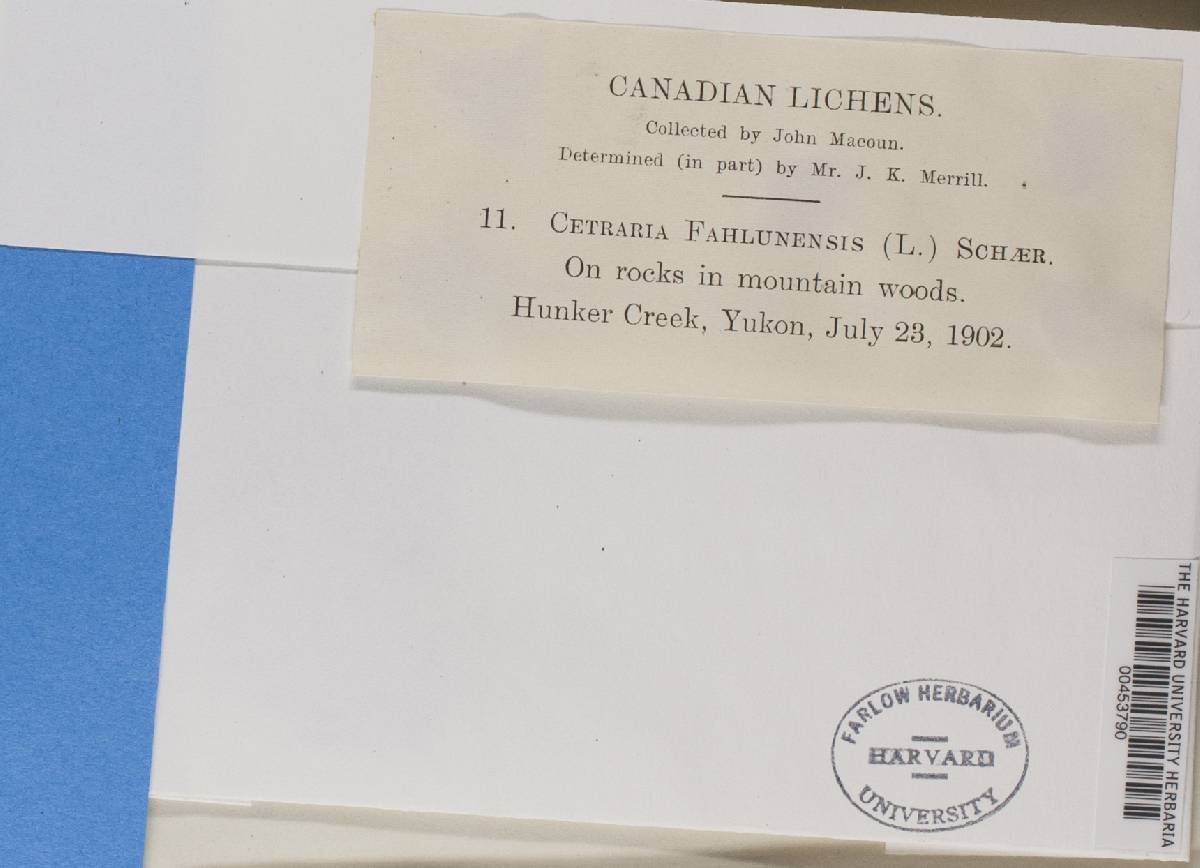 CANADIAN LICHENS.
Collected by John Macoun.
Determined (in part) by Mr. J. K. Merrill.
11. CETRARIA FAHLUNENSIS (L.) SCHÆR.
On rocks in mountain woods.
Hunker Creek, Yukon, July 23, 1902.
THE HARVARD UNIVERSITY HERBARIA
00453790
FARLOW HERBARIUM
HARVARD
UNIVERSITY